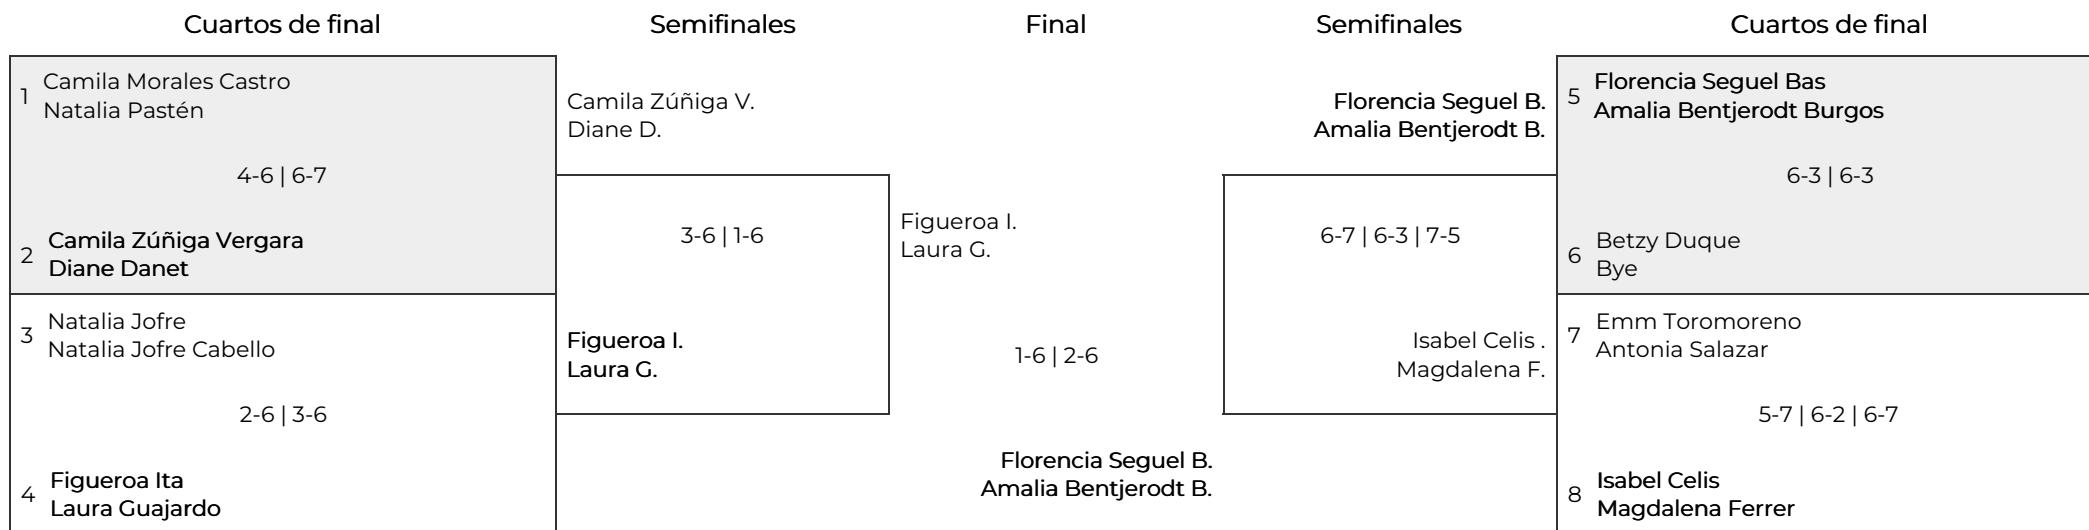 Cuartos de final
Semifinales
Final
Semifinales
Cuartos de final
1
Camila Morales Castro
Natalia Pastén
4-6 | 6-7
2
Camila Zúñiga Vergara
Diane Danet
3
Natalia Jofre
Natalia Jofre Cabello
2-6 | 3-6
4
Figueroa Ita
Laura Guajardo
Camila Zúñiga V.
Diane D.
3-6 | 1-6
Figueroa I.
Laura G.
Figueroa I.
Laura G.
1-6 | 2-6
Florencia Seguel B.
Amalia Bentjerodt B.
Florencia Seguel B.
Amalia Bentjerodt B.
6-7 | 6-3 | 7-5
Isabel Celis .
Magdalena F.
5
Florencia Seguel Bas
Amalia Bentjerodt Burgos
6-3 | 6-3
6
Betzy Duque
Bye
7
Emm Toromoreno
Antonia Salazar
5-7 | 6-2 | 6-7
8
Isabel Celis
Magdalena Ferrer